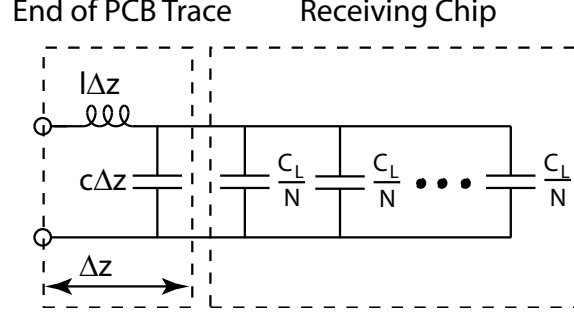 End of PCB Trace
Receiving Chip
lΔz
cΔz
C_L
N
C_L
N
C_L
N
Δz